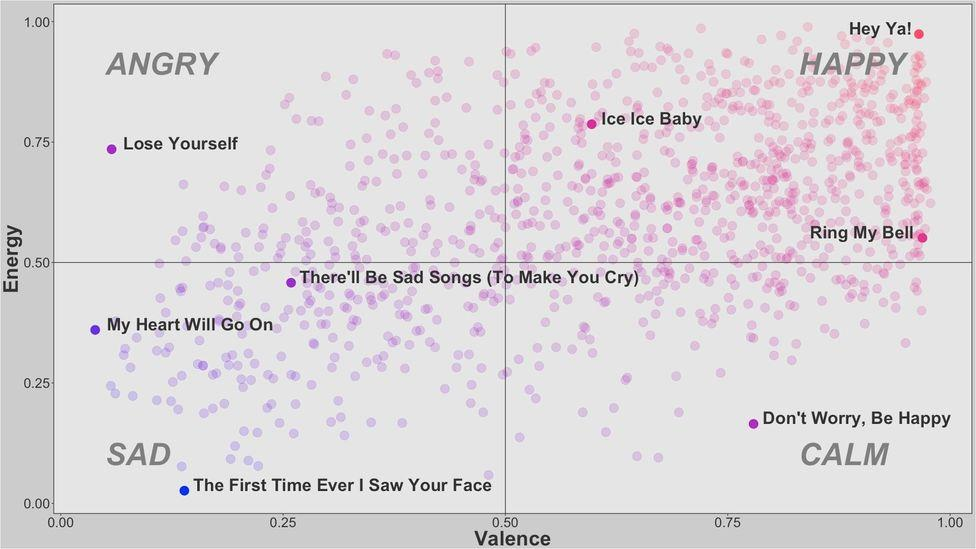 1.00
Hey Ya!
ANGRY
HAPPY
Ice Ice Baby
0.75
Lose Yourself
Ring My Bell
Energy
0.50
There'll Be Sad Songs (To Make You Cry)
My Heart Will Go On
0.25
Don't Worry, Be Happy
SAD
CALM
The First Time Ever I Saw Your Face
0.00
0.00
0.25
0.50
0.75
1.00
Valence